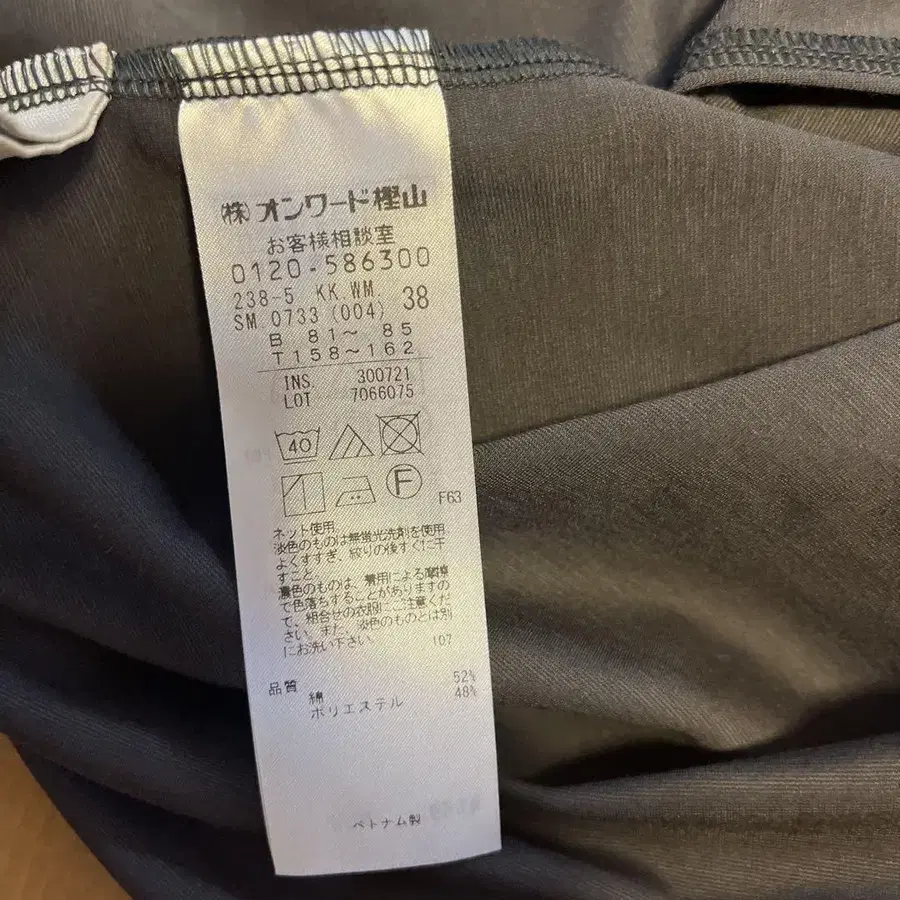 ㈱オンワード樫山
お客様相談室
0120-586300
238-5 KK.WM.
SM.0733 (004) 38
B 81～ 85
T158～162
INS. 300721
LOT 7066075
40
F
F63
ネット使用。
淡色のものは無蛍光洗剤を使用
よくすすぎ、絞りの後すぐに干
すこと。
濃色のものは、着用による摩擦
で色落ちすることがありますの
で、組合せの衣服にご注意くだ
さい。また、淡色のものとは別
にお洗い下さい。 107
品質
綿 52%
ポリエステル 48%
ベトナム製